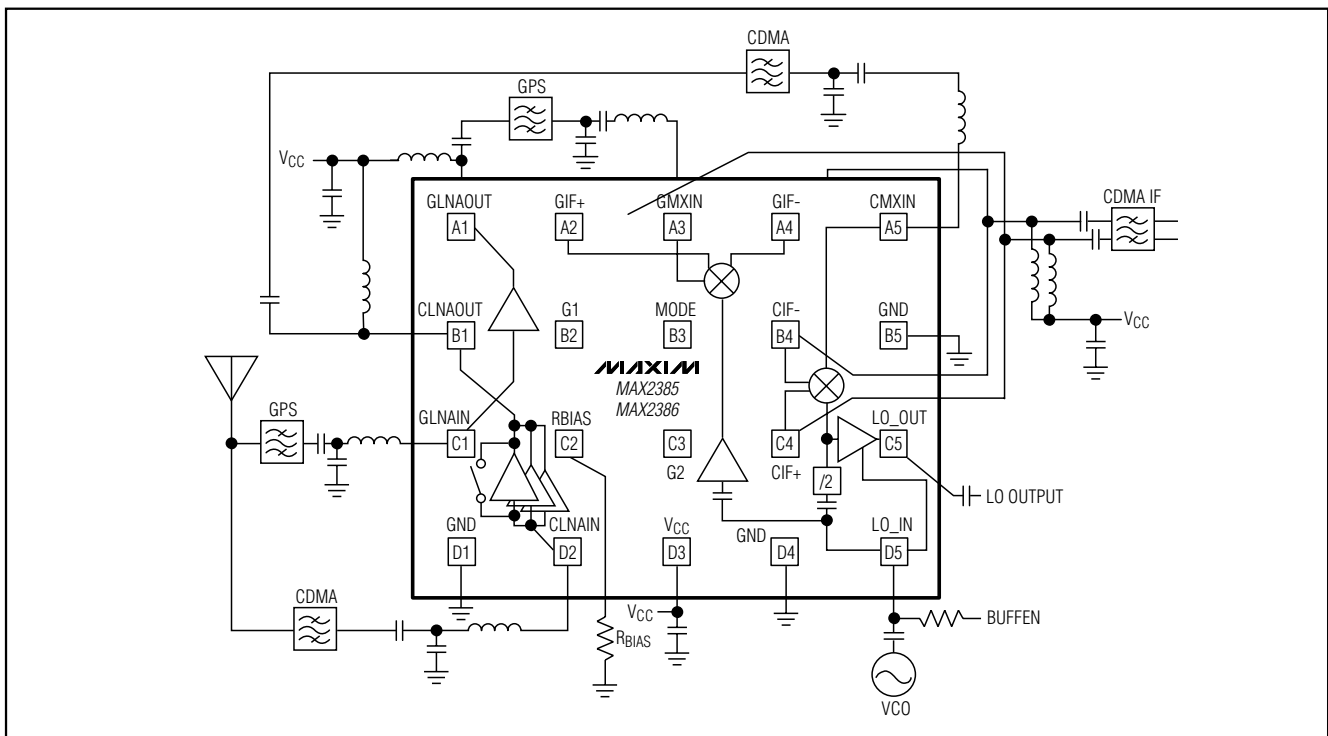 CDMA
GPS
VCC
GLNAOUT
GIF+
GMXIN
GIF-
CMXIN
CDMA IF
A1
A2
A3
A4
A5
CLNAOUT
G1
MODE
CIF-
GND
VCC
B1
B2
B3
B4
B5
MAXIM
MAX2385
MAX2386
GPS
GLNAIN
RBIAS
LO_OUT
C1
C2
C3
C4
C5
G2
CIF+
/2
LO OUTPUT
GND
CLNAIN
VCC
GND
LO_IN
D1
D2
D3
D4
D5
CDMA
VCC
BUFFEN
RBIAS
VCO